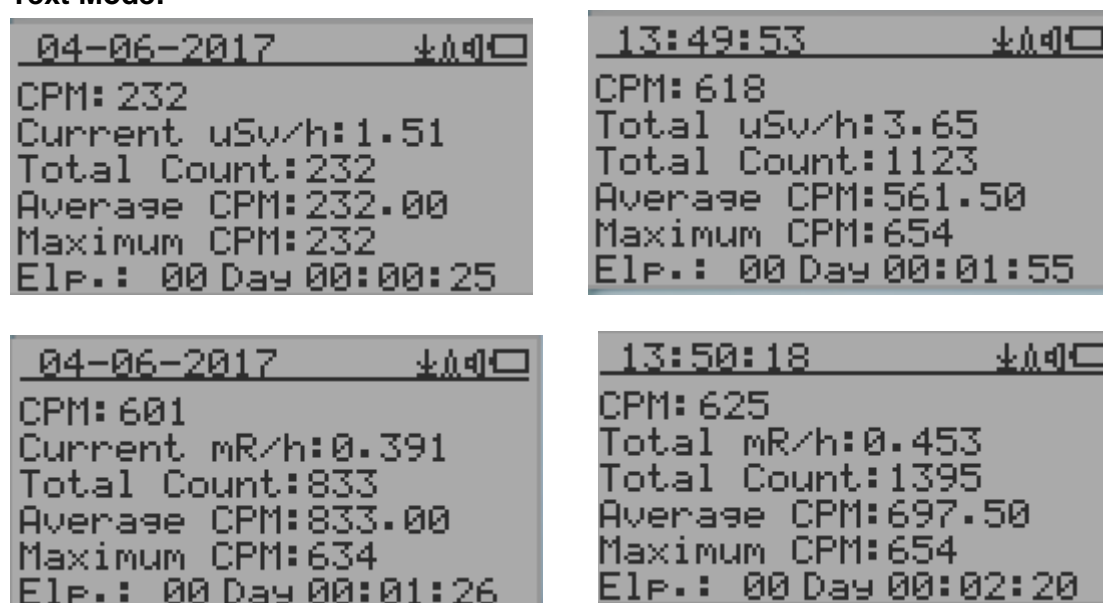 Text Mode:
04-06-2017
CPM:232
Current uSv/h:1.51
Total Count:232
Average CPM:232.00
Maximum CPM:232
Elp.: 00 Day 00:00:25
13:49:53
CPM:618
Total uSv/h:3.65
Total Count:1123
Average CPM:561.50
Maximum CPM:654
Elp.: 00 Day 00:01:55
04-06-2017
CPM:601
Current mR/h:0.391
Total Count:833
Average CPM:833.00
Maximum CPM:634
Elp.: 00 Day 00:01:26
13:50:18
CPM:625
Total mR/h:0.453
Total Count:1395
Average CPM:697.50
Maximum CPM:654
Elp.: 00 Day 00:02:20